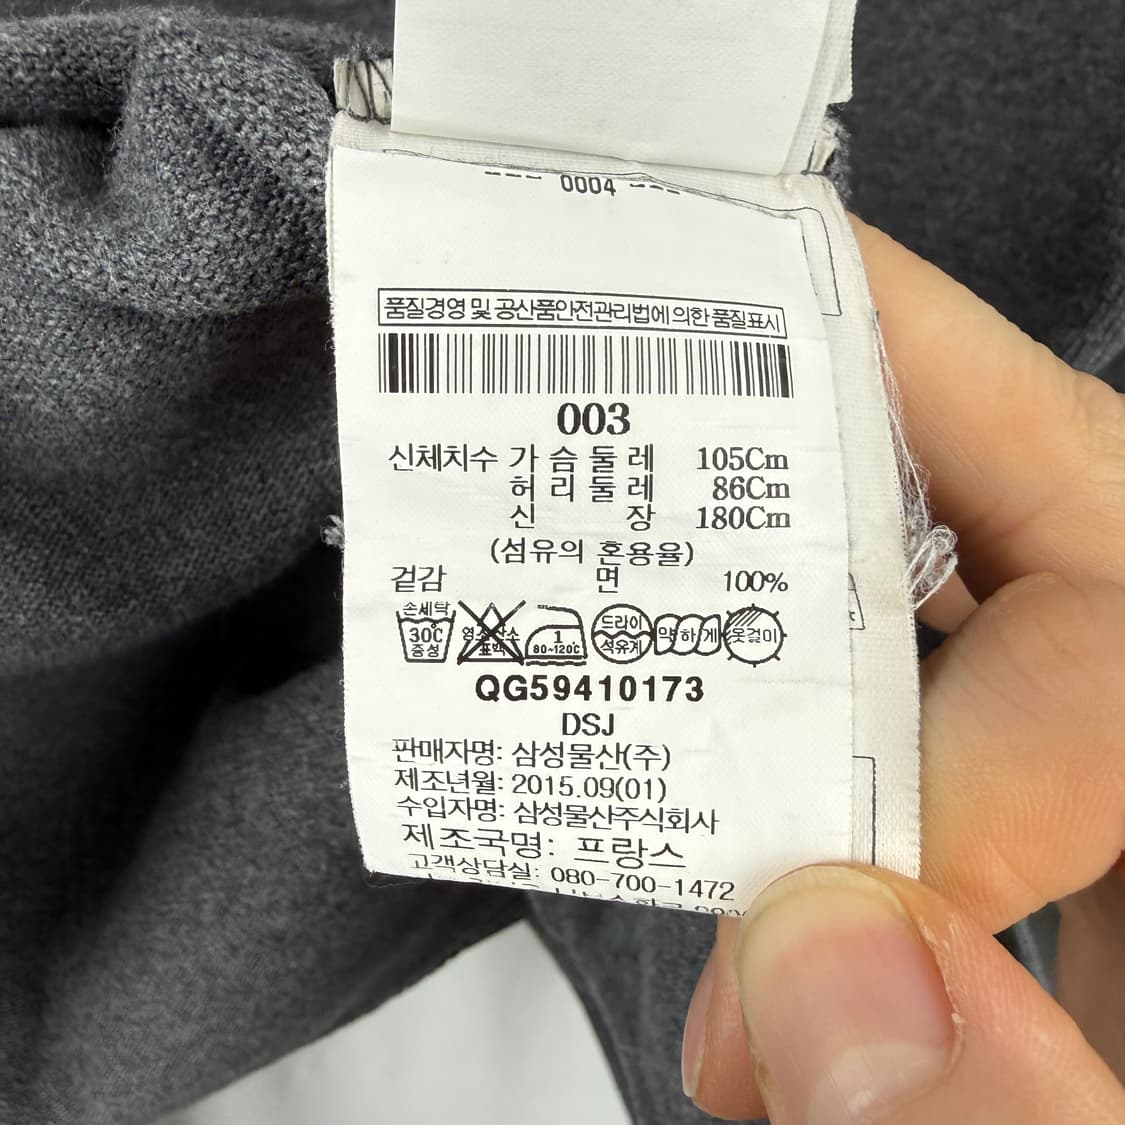 --- 0004 ---
품질경영 및 공산품안전관리법에 의한 품질표시
003
신체치수 가 슴 둘 레 105Cm
허 리 둘 레 86Cm
신 장 180Cm
(섬유의 혼용율)
겉감 면 100%
손세탁 30℃ 중성 염소산소 표백 1 80~120℃ 드라이 석유계 약하게 옷걸이
QG59410173
DSJ
판매자명: 삼성물산(주)
제조년월: 2015.09(01)
수입자명: 삼성물산주식회사
제조국명: 프랑스
고객상담실: 080-700-1472